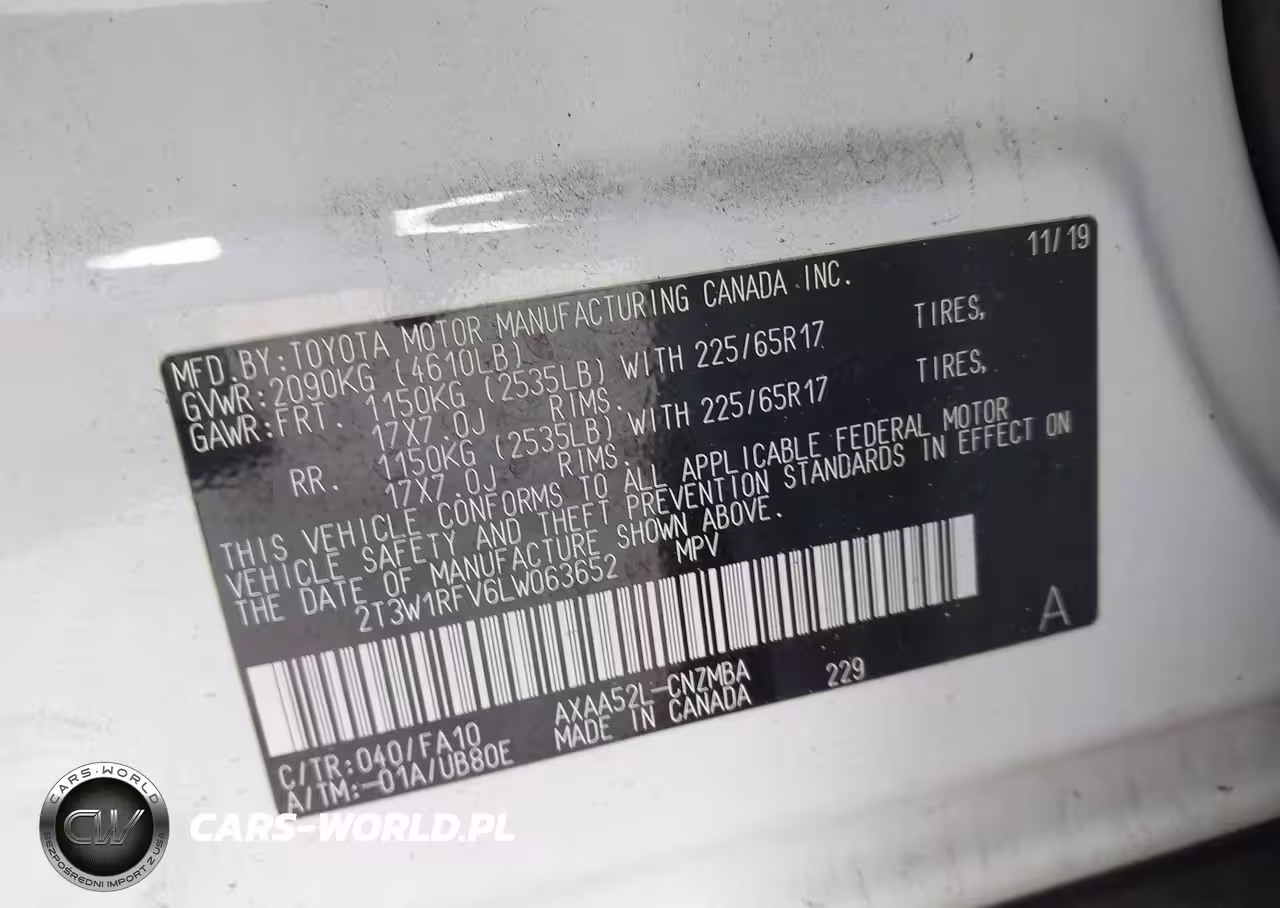 11/19
MFD.BY:TOYOTA MOTOR MANUFACTURING CANADA INC.
GVWR:2090KG (4610LB)
GAWR:FRT. 1150KG (2535LB) WITH 225/65R17 TIRES,
17X7.0J RIMS.
RR. 1150KG (2535LB) WITH 225/65R17 TIRES,
17X7.0J RIMS.
THIS VEHICLE CONFORMS TO ALL APPLICABLE FEDERAL MOTOR
VEHICLE SAFETY AND THEFT PREVENTION STANDARDS IN EFFECT ON
THE DATE OF MANUFACTURE SHOWN ABOVE.
2T3W1RFV6LW063652 MPV
A
AXAA52L-CNZMBA 229
C/TR:040/FA10 MADE IN CANADA
A/TM:-01A/UB80E
CARS-WORLD
CW
BEZPOŚREDNI IMPORT Z USA
CARS-WORLD.PL